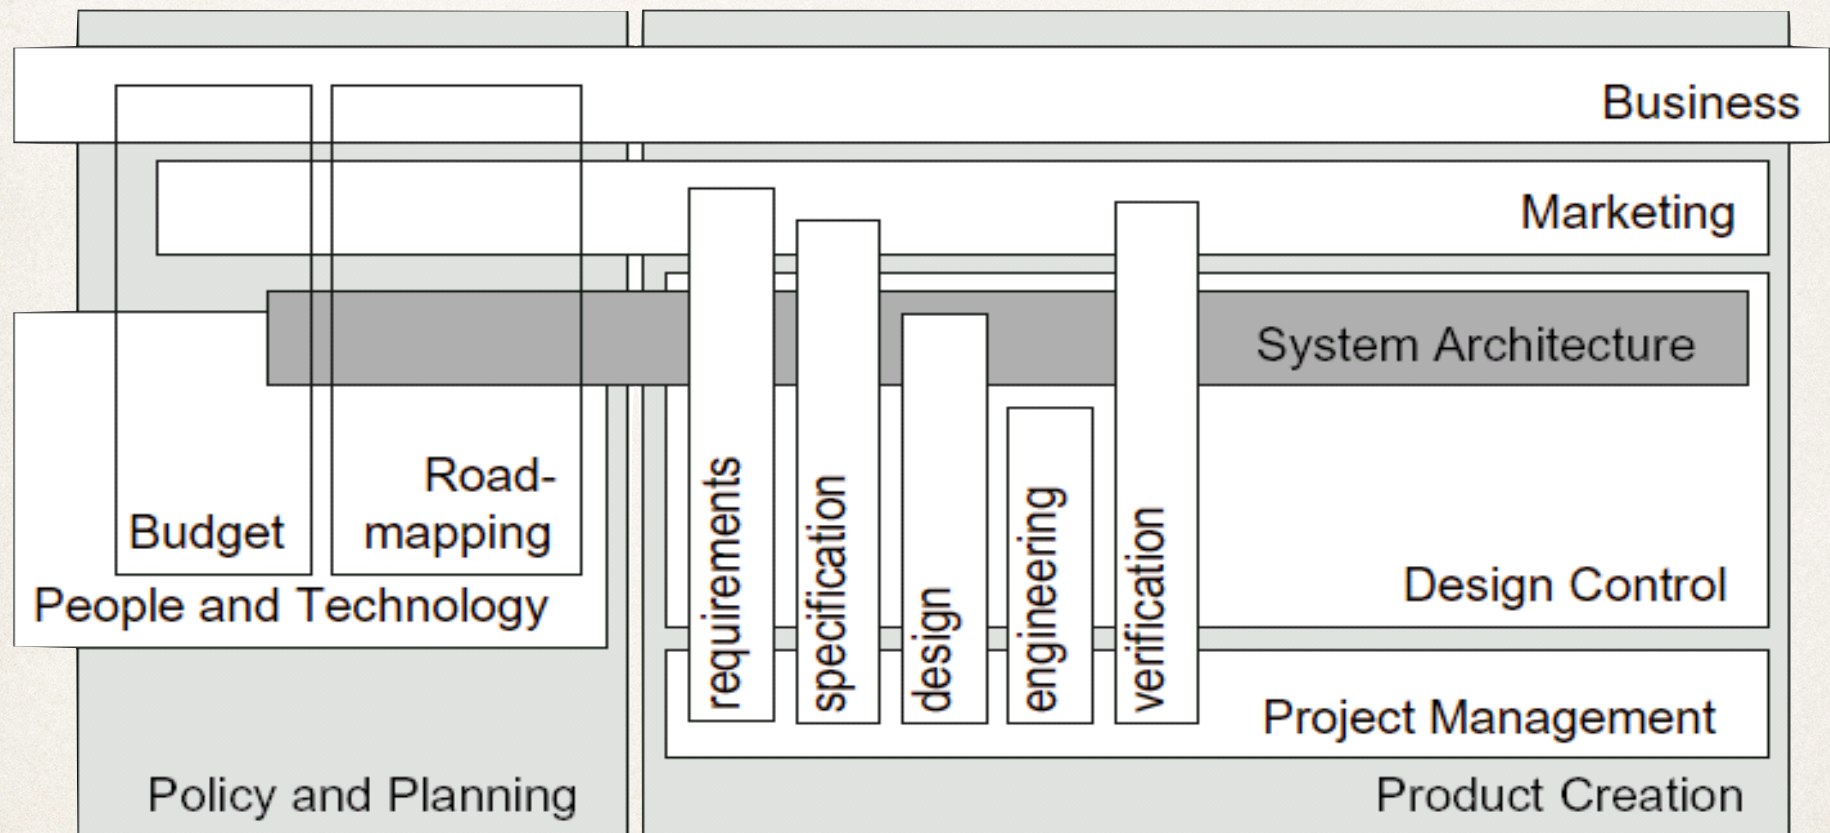 Business
Marketing
System Architecture
Road-
mapping
Budget
People and Technology
requirements
specification
design
engineering
verification
Design Control
Project Management
Policy and Planning
Product Creation